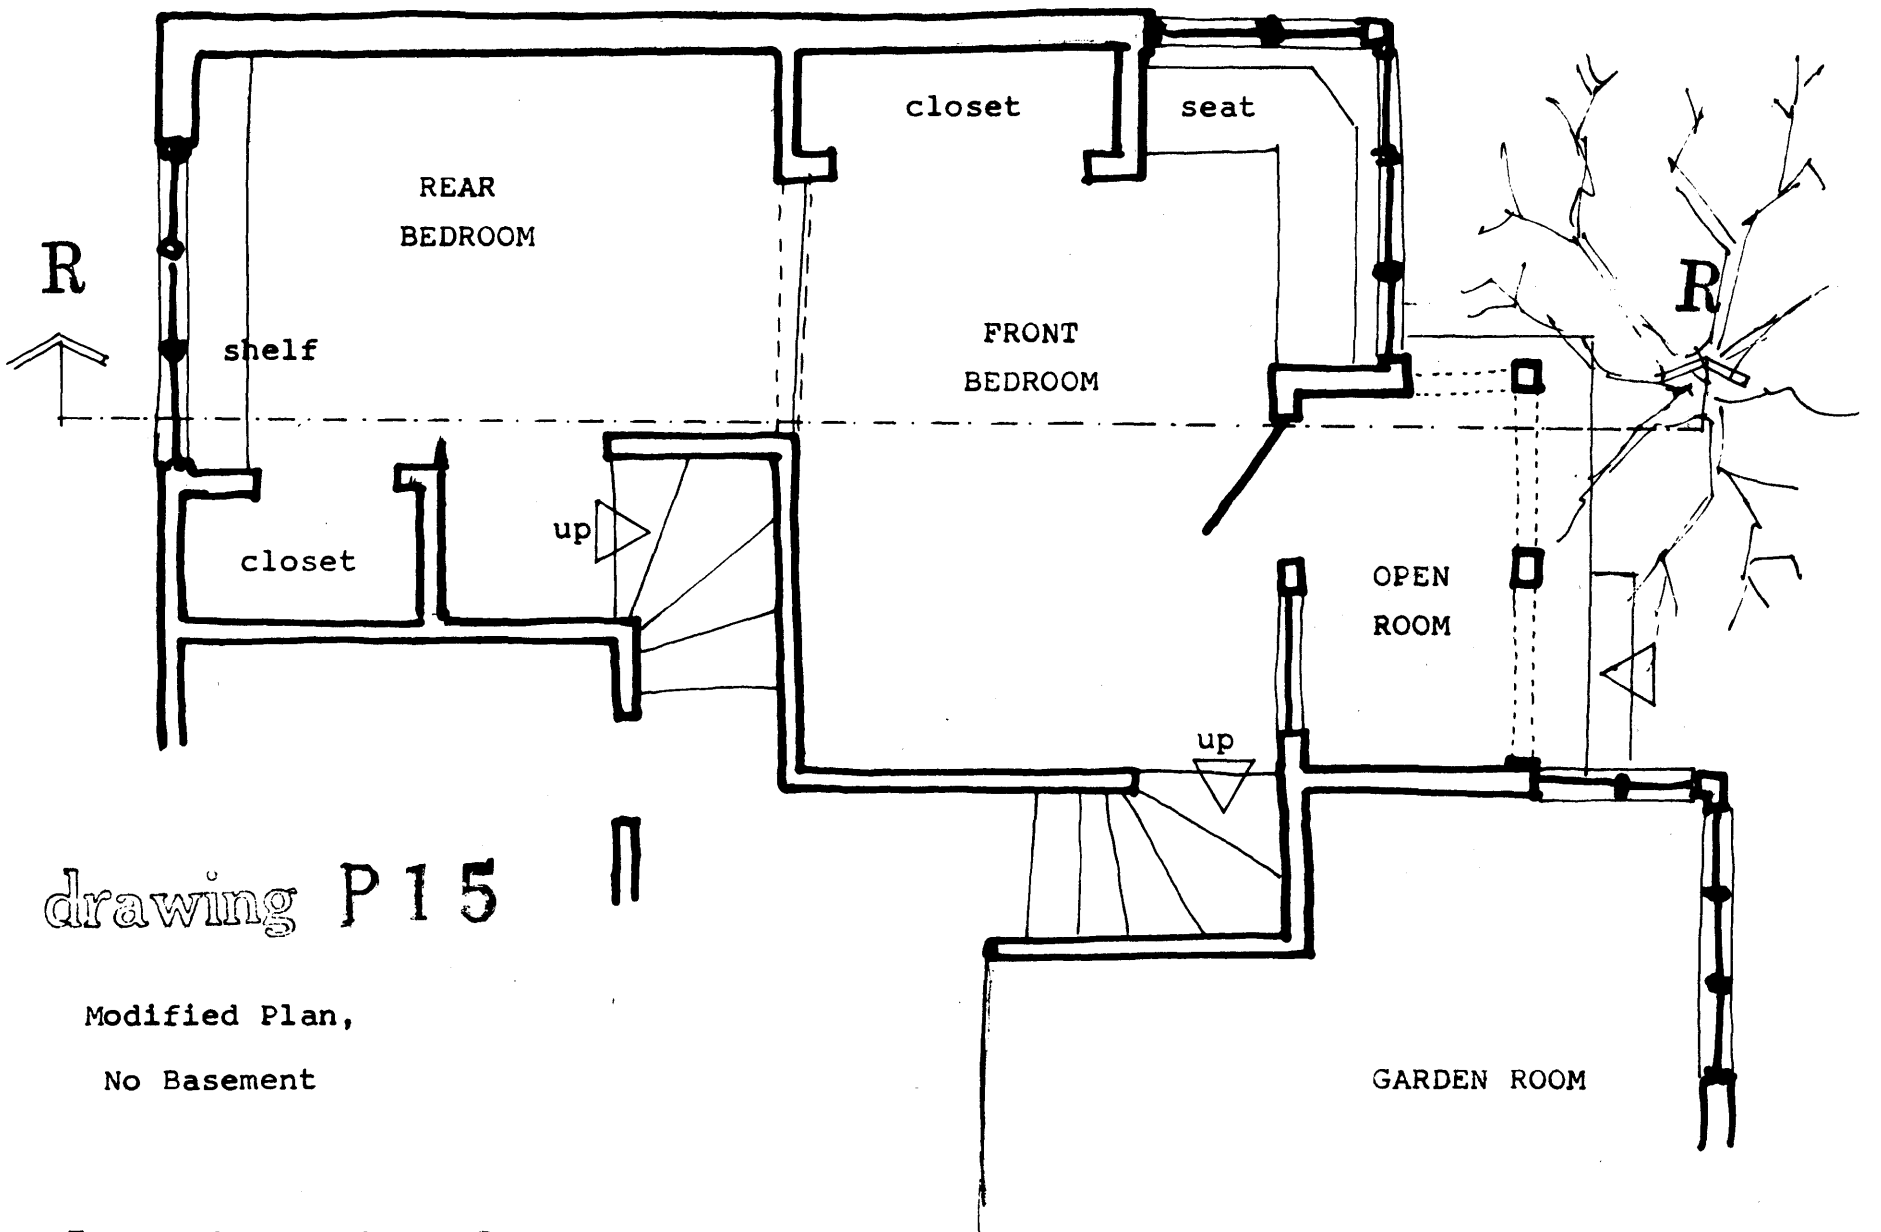 closet
seat
REAR
BEDROOM
R
R
FRONT
BEDROOM
shelf
up
closet
OPEN
ROOM
up
drawing P15
Modified Plan,
No Basement
GARDEN ROOM